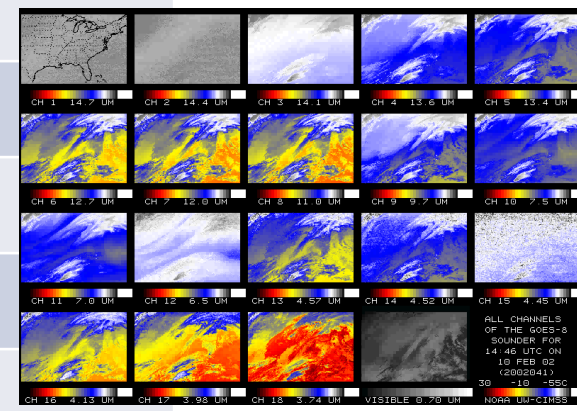 CH 1 14.7 UM
CH 2 14.4 UM
CH 3 14.1 UM
CH 4 13.6 UM
CH 5 13.4 UM
CH 6 12.7 UM
CH 7 12.0 UM
CH 8 11.0 UM
CH 9 9.7 UM
CH 10 7.5 UM
CH 11 7.0 UM
CH 12 6.5 UM
CH 13 4.57 UM
CH 14 4.52 UM
CH 15 4.45 UM
CH 16 4.13 UM
CH 17 3.98 UM
CH 18 3.74 UM
VISIBLE 0.70 UM
ALL CHANNELS
OF THE GOES-8
SOUNDER FOR
14:46 UTC ON
10 FEB 02
(2002041)
30 -10 -55C
NOAA UW-CIMSS